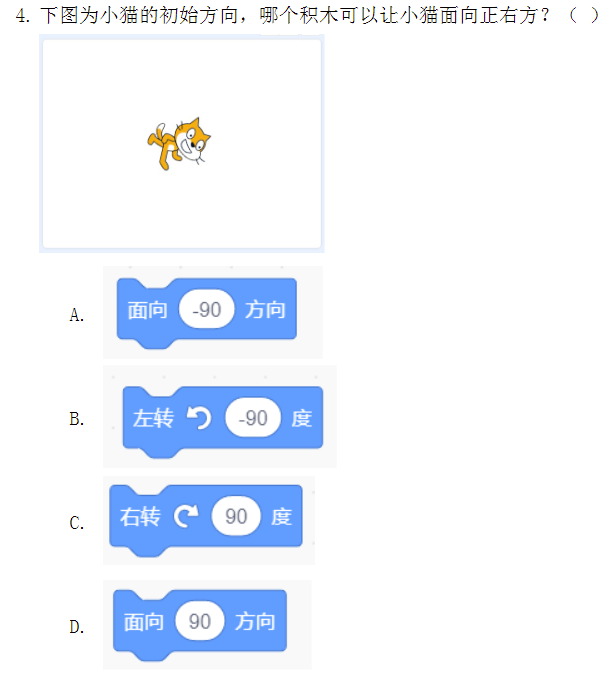 4. 下图为小猫的初始方向，哪个积木可以让小猫面向正右方？（ ）
A. 面向 -90 方向
B. 左转 -90 度
C. 右转 90 度
D. 面向 90 方向